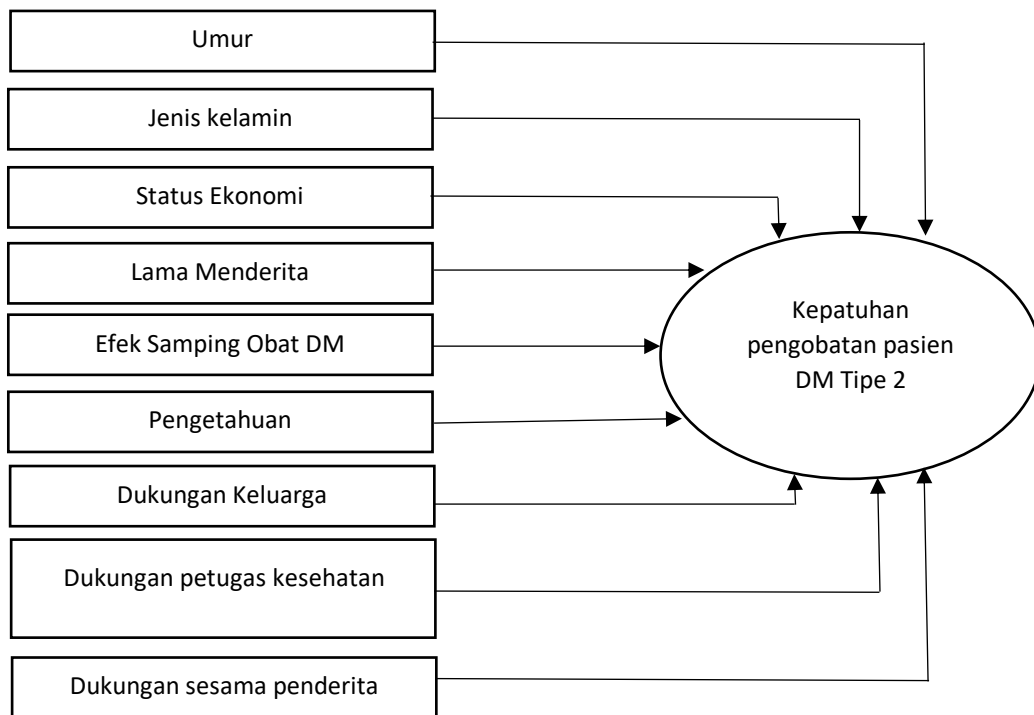 Umur
Jenis kelamin
Status Ekonomi
Lama Menderita
Efek Samping Obat DM
Pengetahuan
Dukungan Keluarga
Dukungan petugas kesehatan
Dukungan sesama penderita
Kepatuhan
pengobatan pasien
DM Tipe 2